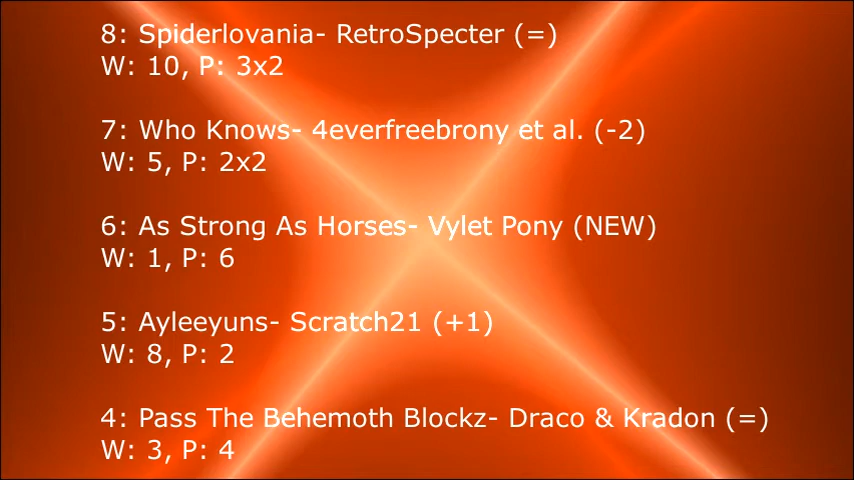 8: Spiderlovania- RetroSpecter (=)
W: 10, P: 3x2
7: Who Knows- 4everfreebrony et al. (-2)
W: 5, P: 2x2
6: As Strong As Horses- Vylet Pony (NEW)
W: 1, P: 6
5: Ayleeyuns- Scratch21 (+1)
W: 8, P: 2
4: Pass The Behemoth Blockz- Draco & Kradon (=)
W: 3, P: 4